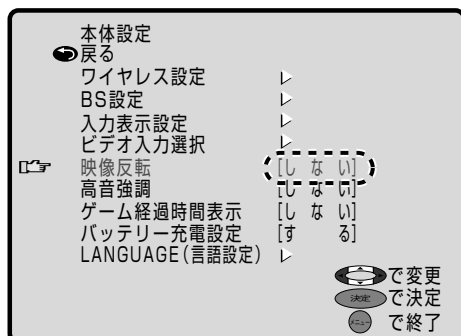 本体設定
戻る
ワイヤレス設定
BS設定
入力表示設定
ビデオ入力選択
映像反転 [しない]
高音強調 [しない]
ゲーム経過時間表示 [しない]
バッテリー充電設定 [する]
LANGUAGE(言語設定)
で変更
決定 で決定
メニュー で終了